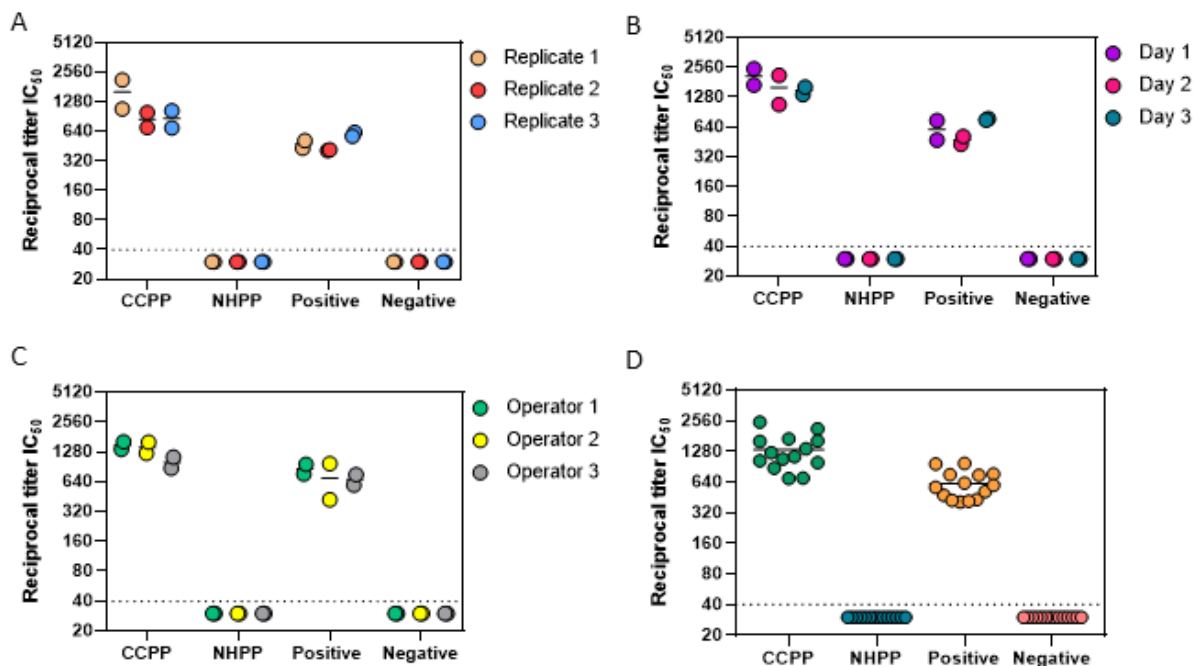 A
Reciprocal titer IC50
5120
2560
1280
640
320
160
80
40
20
CCPP NHPP Positive Negative
Replicate 1
Replicate 2
Replicate 3
B
Reciprocal titer IC50
5120
2560
1280
640
320
160
80
40
20
CCPP NHPP Positive Negative
Day 1
Day 2
Day 3
C
Reciprocal titer IC50
5120
2560
1280
640
320
160
80
40
20
CCPP NHPP Positive Negative
Operator 1
Operator 2
Operator 3
D
Reciprocal titer IC50
5120
2560
1280
640
320
160
80
40
20
CCPP NHPP Positive Negative